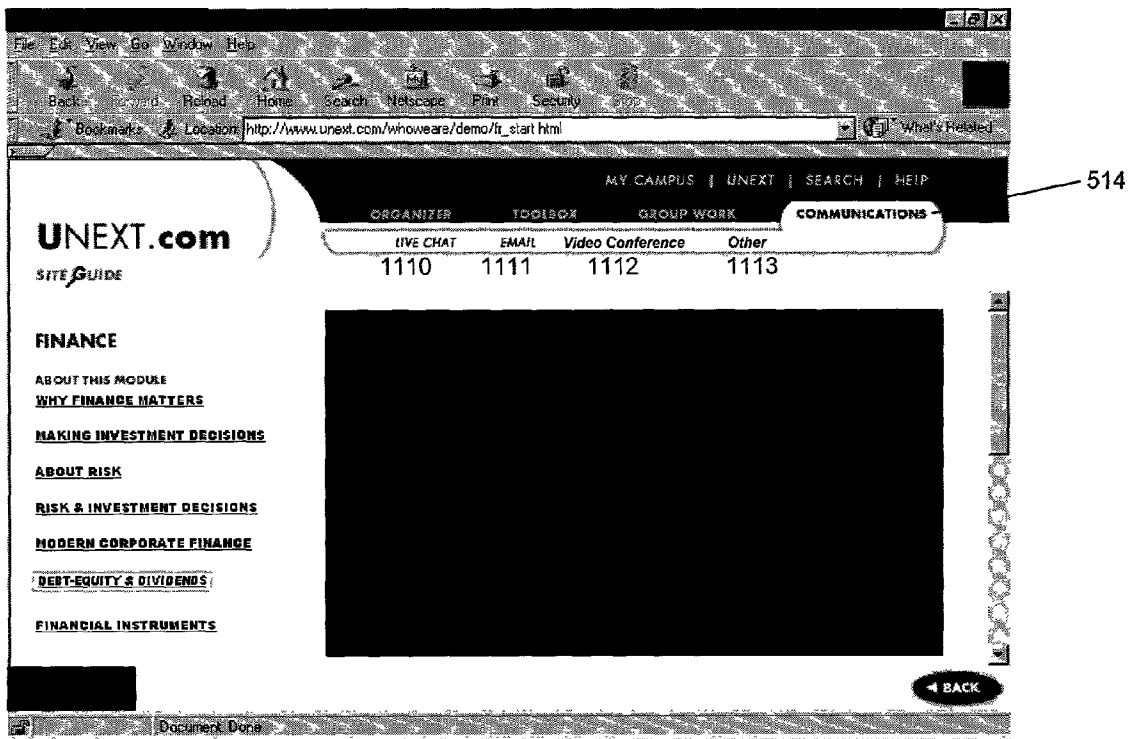 File Edit View Go Window Help
Back Forward Reload Home Search Netscape Print Security Stop
Bookmarks Location: http://www.unext.com/whoweare/demo/fr_start.html What's Related
MY CAMPUS | UNEXT | SEARCH | HELP
514
ORGANIZER TOOLBOX GROUP WORK COMMUNICATIONS
UNEXT.com
LIVE CHAT EMAIL Video Conference Other
1110 1111 1112 1113
SITE GUIDE
FINANCE
ABOUT THIS MODULE
WHY FINANCE MATTERS
MAKING INVESTMENT DECISIONS
ABOUT RISK
RISK & INVESTMENT DECISIONS
MODERN CORPORATE FINANCE
DEBT-EQUITY & DIVIDENDS
FINANCIAL INSTRUMENTS
BACK
Document Done